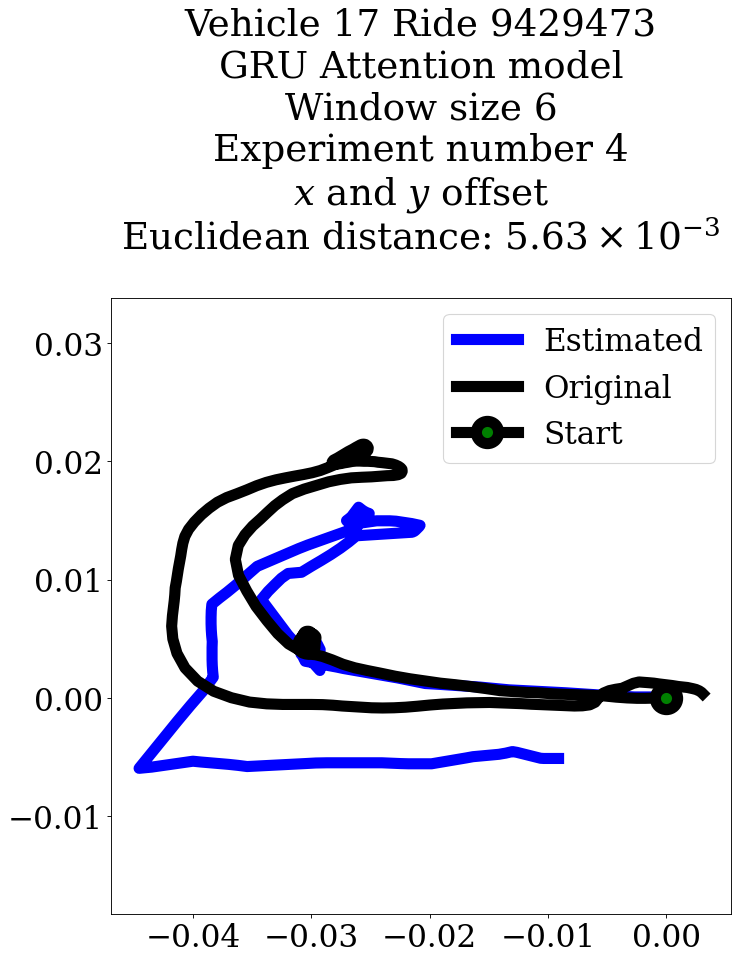 Vehicle 17 Ride 9429473
GRU Attention model
Window size 6
Experiment number 4
x and y offset
Euclidean distance: 5.63 × 10⁻³
Estimated
Original
Start
0.03
0.02
0.01
0.00
−0.01
−0.04 −0.03 −0.02 −0.01 0.00